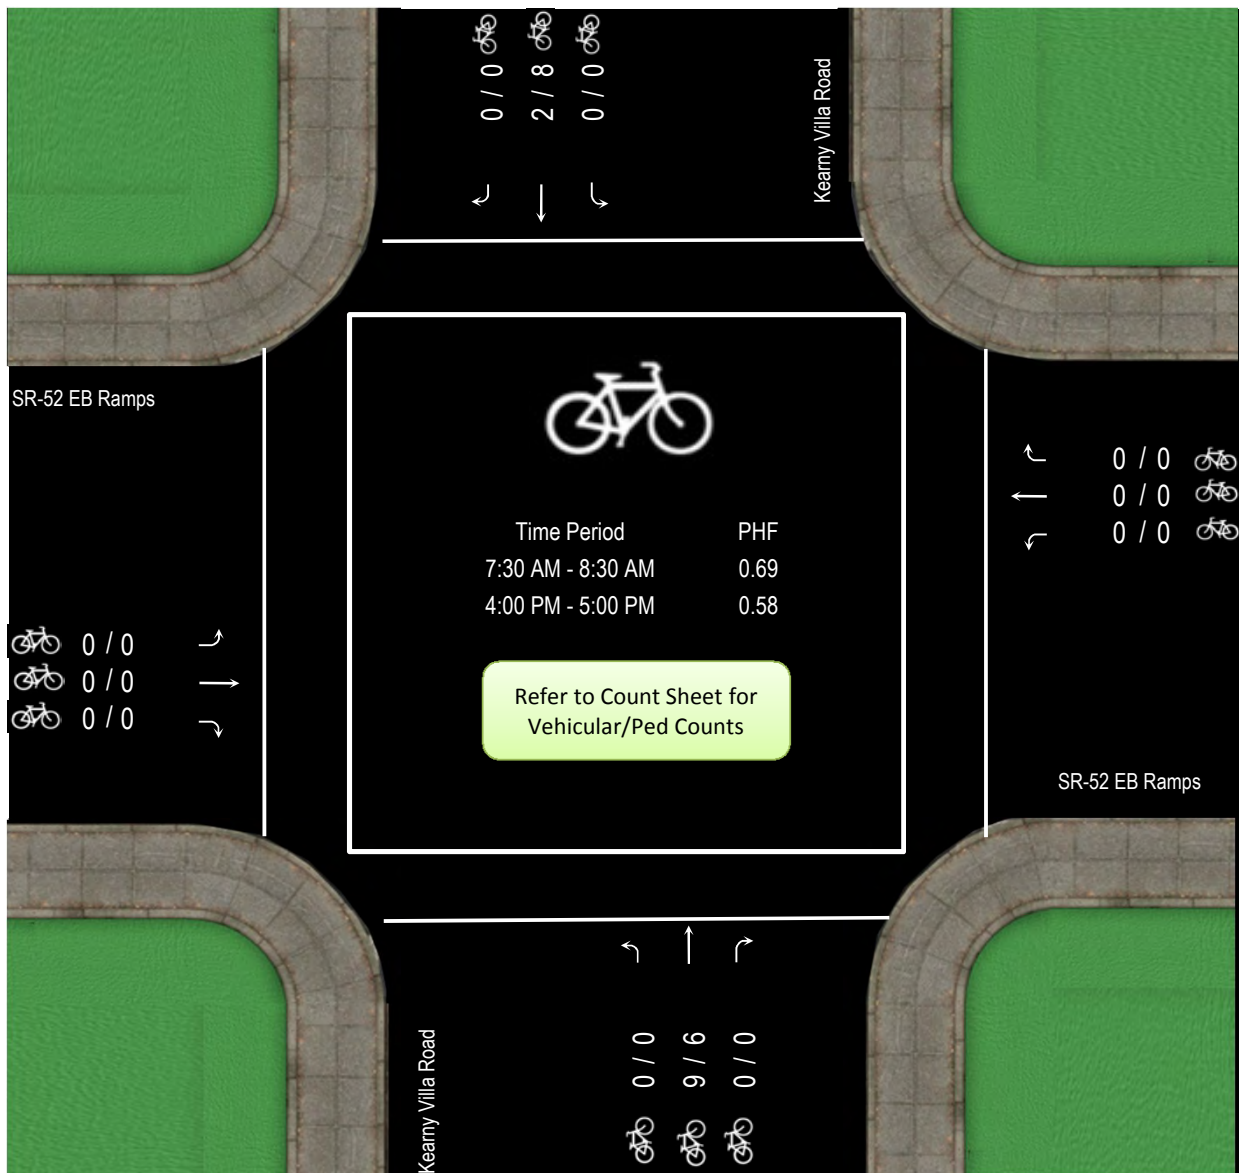 0 / 0
2 / 8
0 / 0
Kearny Villa Road
SR-52 EB Ramps
0 / 0
0 / 0
0 / 0
Time Period PHF
7:30 AM - 8:30 AM 0.69
4:00 PM - 5:00 PM 0.58
0 / 0
0 / 0
0 / 0
Refer to Count Sheet for
Vehicular/Ped Counts
SR-52 EB Ramps
Kearny Villa Road
0 / 0
9 / 6
0 / 0